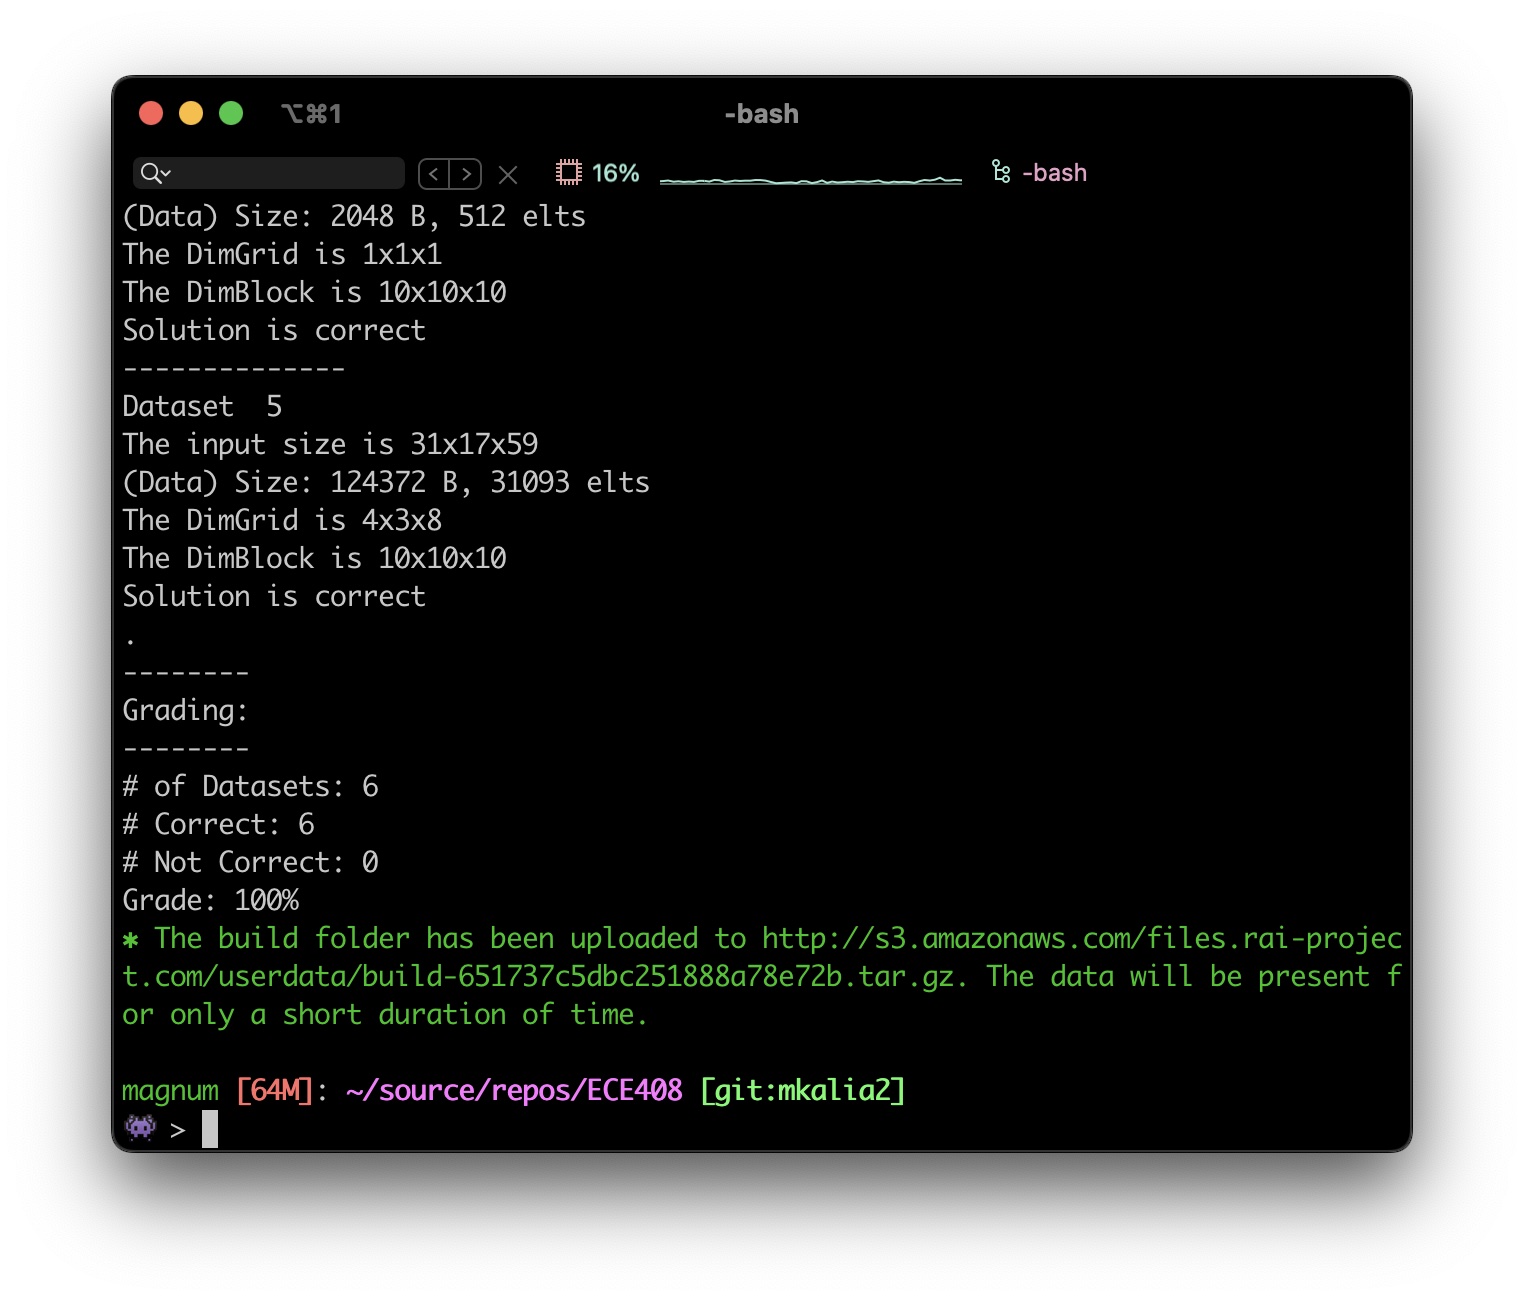 ⌥⌘1
-bash
16%
-bash
(Data) Size: 2048 B, 512 elts
The DimGrid is 1x1x1
The DimBlock is 10x10x10
Solution is correct
--------------
Dataset  5
The input size is 31x17x59
(Data) Size: 124372 B, 31093 elts
The DimGrid is 4x3x8
The DimBlock is 10x10x10
Solution is correct
.
--------
Grading:
--------
# of Datasets: 6
# Correct: 6
# Not Correct: 0
Grade: 100%
✱ The build folder has been uploaded to http://s3.amazonaws.com/files.rai-projec
t.com/userdata/build-651737c5dbc251888a78e72b.tar.gz. The data will be present f
or only a short duration of time.
magnum [64M]: ~/source/repos/ECE408 [git:mkalia2]
👾 >